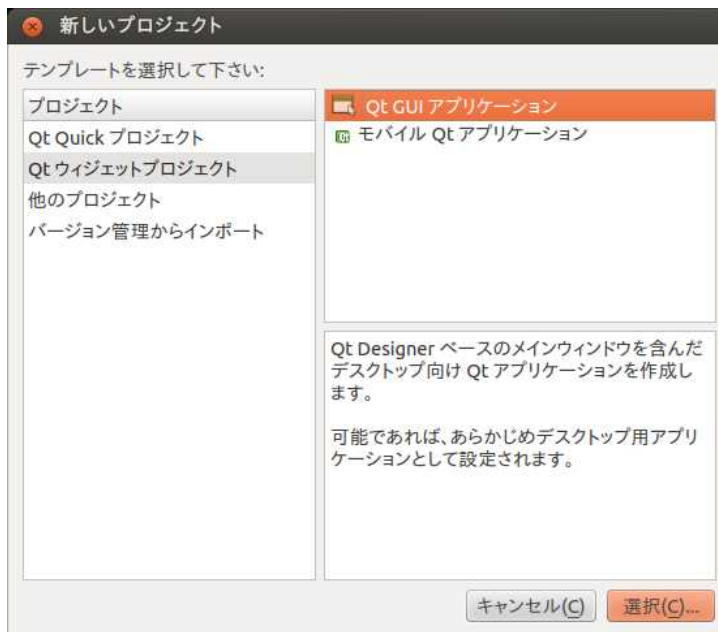 新しいプロジェクト
テンプレートを選択して下さい:
プロジェクト
Qt Quick プロジェクト
Qt ウィジェットプロジェクト
他のプロジェクト
バージョン管理からインポート
Qt GUI アプリケーション
モバイル Qt アプリケーション
Qt Designer ベースのメインウィンドウを含んだ
デスクトップ向け Qt アプリケーションを作成し
ます。
可能であれば、あらかじめデスクトップ用アプリ
ケーションとして設定されます。
キャンセル(C)
選択(C)...